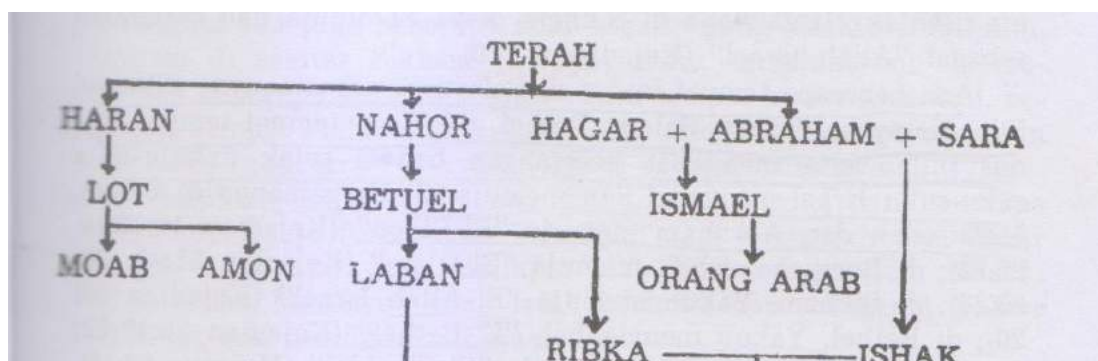 TERAH
HARAN NAHOR HAGAR + ABRAHAM + SARA
LOT BETUEL ISMAEL
MOAB AMON LABAN ORANG ARAB
RIBKA ISHAK